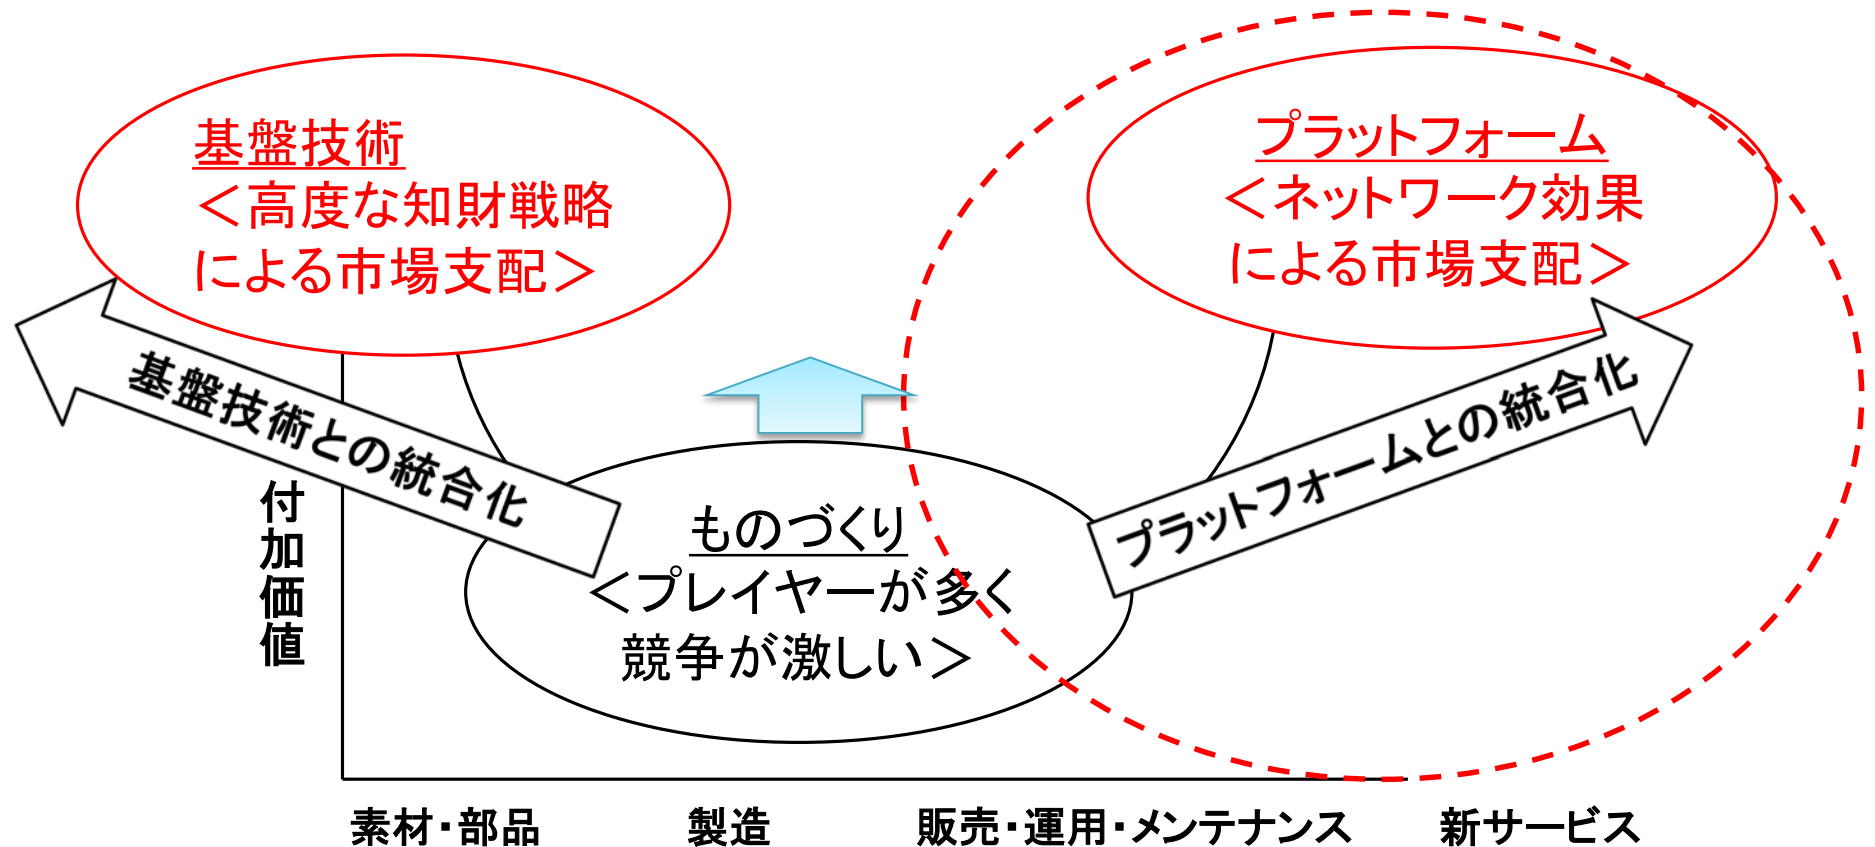 基盤技術
＜高度な知財戦略
による市場支配＞
プラットフォーム
＜ネットワーク効果
による市場支配＞
基盤技術との統合化
プラットフォームとの統合化
付加価値
ものづくり
＜プレイヤーが多く
競争が激しい＞
素材・部品
製造
販売・運用・メンテナンス
新サービス